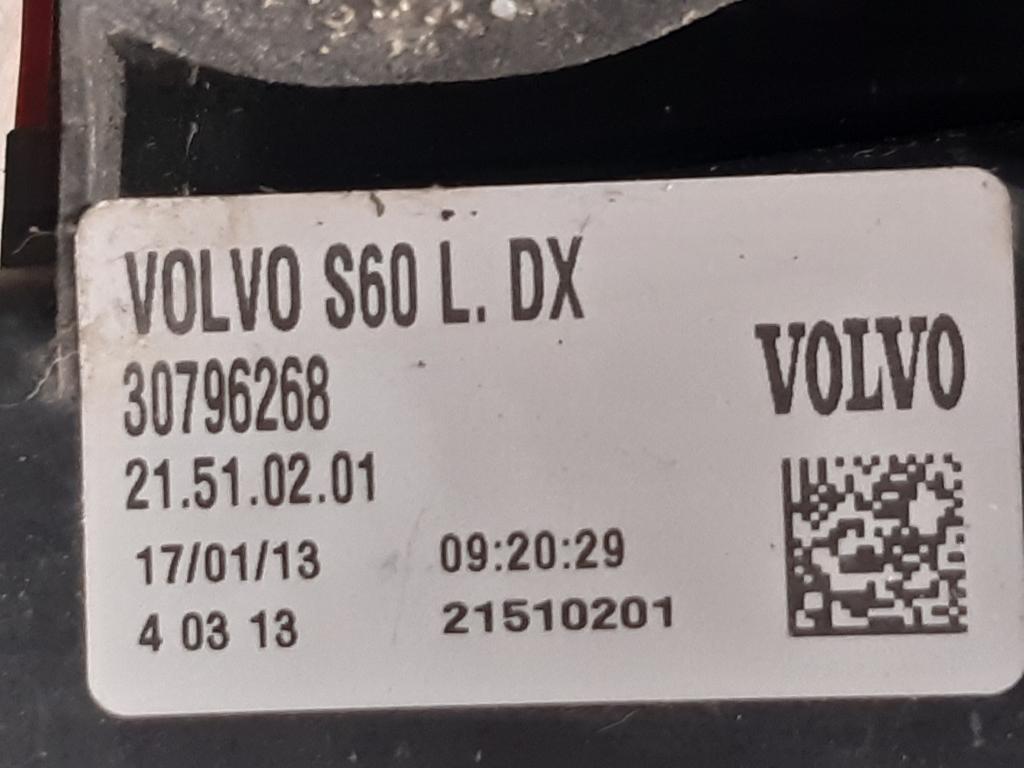 VOLVO S60 L. DX
30796268
VOLVO
21.51.02.01
17/01/13 09:20:29
4 03 13 21510201